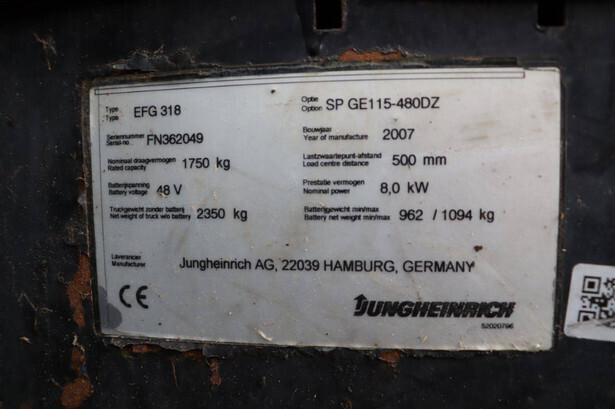 Type
Type EFG 318
Optie
Option SP GE115-480DZ
Serienummer
Serial-no. FN362049
Bouwjaar
Year of manufacture 2007
Nominaal draagvermogen
Rated capacity 1750 kg
Lastzwaartepunt-afstand
Load centre distance 500 mm
Batterijspanning
Battery voltage 48 V
Prestatie vermogen
Nominal power 8,0 kW
Truckgewicht zonder batterij
Net weight of truck w/o battery 2350 kg
Batterijgewicht min/max
Battery net weight min/max 962 / 1094 kg
Leverancier
Manufacturer Jungheinrich AG, 22039 HAMBURG, GERMANY
CE
JUNGHEINRICH
52020796